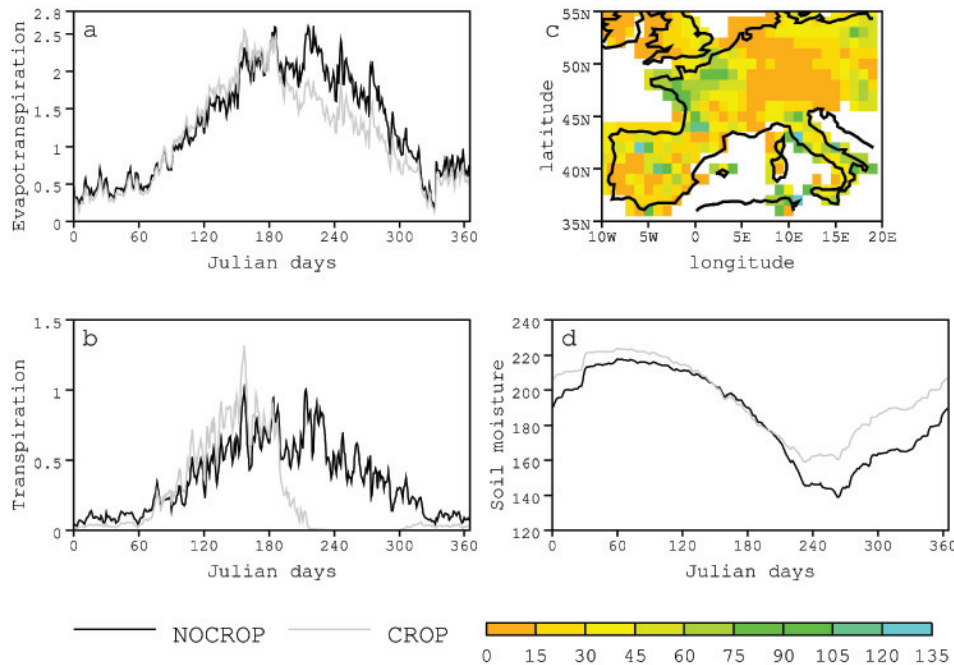 a
Evapotranspiration
2.8
2.5
2
1.5
1
0.5
0
0 60 120 180 240 300 360
Julian days
c
latitude
55N
50N
45N
40N
35N
10W 5W 0 5E 10E 15E 20E
longitude
b
Transpiration
1.5
1
0.5
0
0 60 120 180 240 300 360
Julian days
d
Soil moisture
240
220
200
180
160
140
120
0 60 120 180 240 300 360
Julian days
NOCROP CROP
0 15 30 45 60 75 90 105 120 135